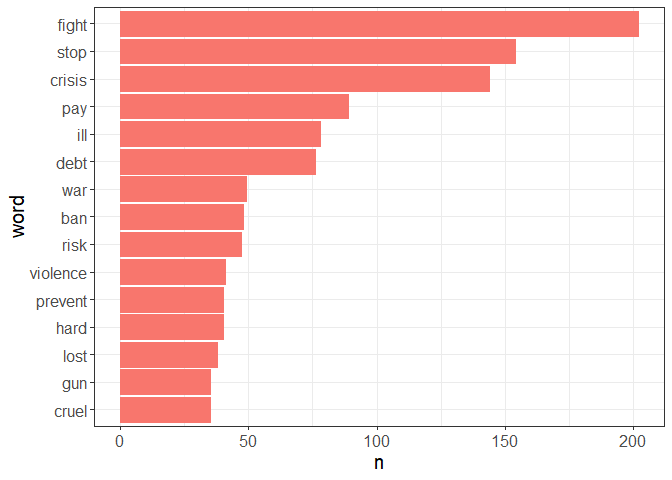 fight
stop
crisis
pay
ill
debt
war
ban
risk
violence
prevent
hard
lost
gun
cruel
word
0 50 100 150 200
n